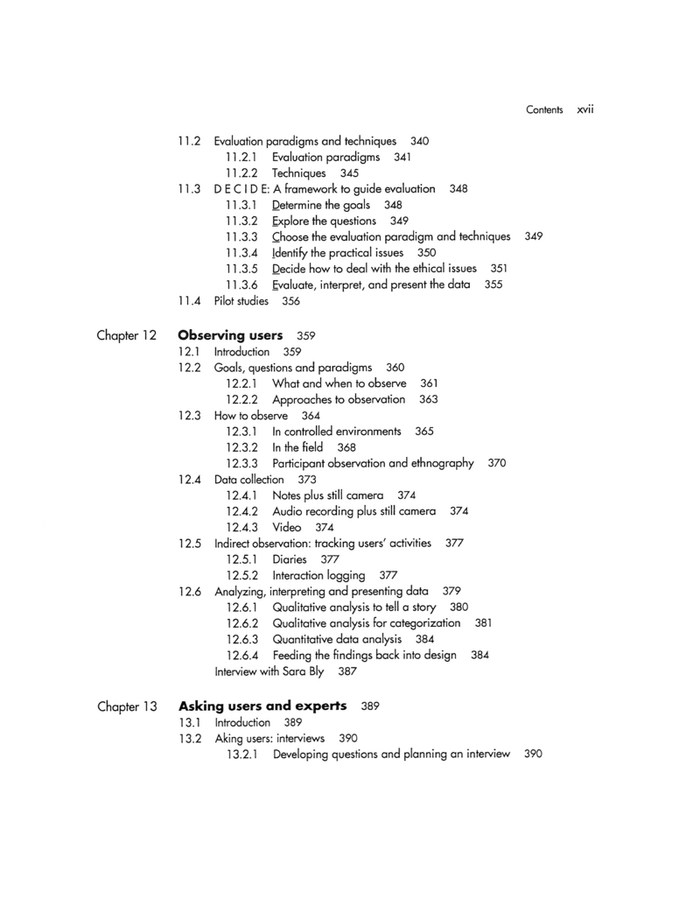 Contents xvii
11.2 Evaluation paradigms and techniques 340
11.2.1 Evaluation paradigms 341
11.2.2 Techniques 345
11.3 D E C I D E: A framework to guide evaluation 348
11.3.1 Determine the goals 348
11.3.2 Explore the questions 349
11.3.3 Choose the evaluation paradigm and techniques 349
11.3.4 Identify the practical issues 350
11.3.5 Decide how to deal with the ethical issues 351
11.3.6 Evaluate, interpret, and present the data 355
11.4 Pilot studies 356
Chapter 12 Observing users 359
12.1 Introduction 359
12.2 Goals, questions and paradigms 360
12.2.1 What and when to observe 361
12.2.2 Approaches to observation 363
12.3 How to observe 364
12.3.1 In controlled environments 365
12.3.2 In the field 368
12.3.3 Participant observation and ethnography 370
12.4 Data collection 373
12.4.1 Notes plus still camera 374
12.4.2 Audio recording plus still camera 374
12.4.3 Video 374
12.5 Indirect observation: tracking users' activities 377
12.5.1 Diaries 377
12.5.2 Interaction logging 377
12.6 Analyzing, interpreting and presenting data 379
12.6.1 Qualitative analysis to tell a story 380
12.6.2 Qualitative analysis for categorization 381
12.6.3 Quantitative data analysis 384
12.6.4 Feeding the findings back into design 384
Interview with Sara Bly 387
Chapter 13 Asking users and experts 389
13.1 Introduction 389
13.2 Aking users: interviews 390
13.2.1 Developing questions and planning an interview 390